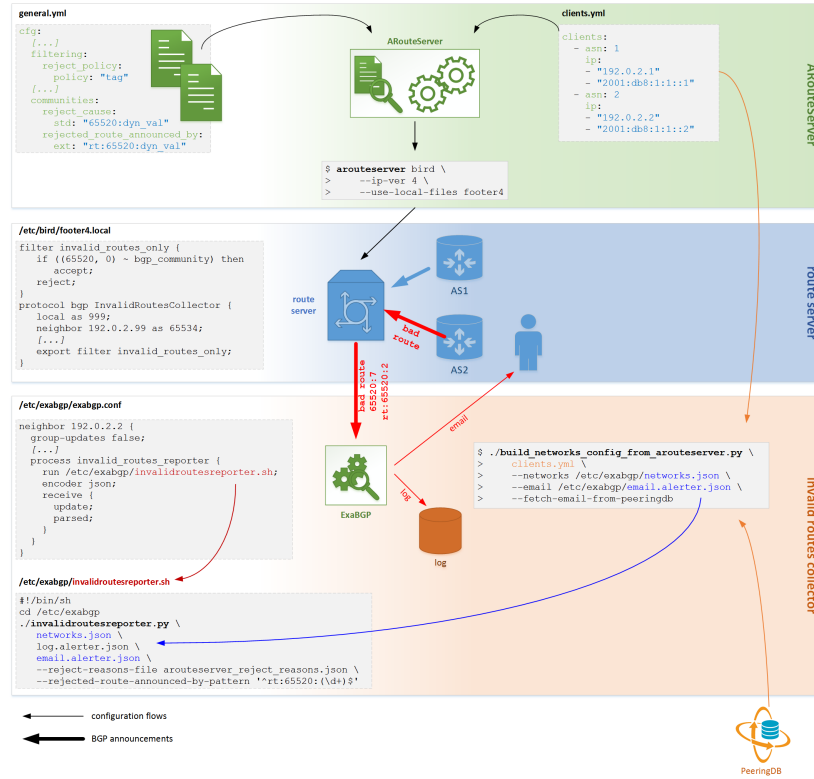 general.yml
cfg:
[...]
filtering:
reject_policy:
policy: "tag"
[...]
communities:
reject_cause:
std: "65520:dyn_val"
rejected_route_announced_by:
ext: "rt:65520:dyn_val"
ARouteServer
clients.yml
clients:
- asn: 1
ip:
- "192.0.2.1"
- "2001:db8:1:1::1"
- asn: 2
ip:
- "192.0.2.2"
- "2001:db8:1:1::2"
ARouteServer
$ arouteserver bird \
> --ip-ver 4 \
> --use-local-files footer4
/etc/bird/footer4.local
filter invalid_routes_only {
if ((65520, 0) ~ bgp_community) then
accept;
reject;
}
protocol bgp InvalidRoutesCollector {
local as 999;
neighbor 192.0.2.99 as 65534;
[...]
export filter invalid_routes_only;
}
route
server
AS1
bad
route
AS2
route server
bad route
65520:7
rt:65520:2
/etc/exabgp/exabgp.conf
neighbor 192.0.2.2 {
group-updates false;
[...]
process invalid_routes_reporter {
run /etc/exabgp/invalidroutesreporter.sh;
encoder json;
receive {
update;
parsed;
}
}
}
email
log
ExaBGP
log
$ ./build_networks_config_from_arouteserver.py \
> clients.yml \
> --networks /etc/exabgp/networks.json \
> --email /etc/exabgp/email.alerter.json \
> --fetch-email-from-peeringdb
invalid routes collector
/etc/exabgp/invalidroutesreporter.sh
#!/bin/sh
cd /etc/exabgp
./invalidroutesreporter.py \
networks.json \
log.alerter.json \
email.alerter.json \
--reject-reasons-file arouteserver_reject_reasons.json \
--rejected-route-announced-by-pattern '^rt:65520:(\d+)$'
configuration flows
BGP announcements
PeeringDB